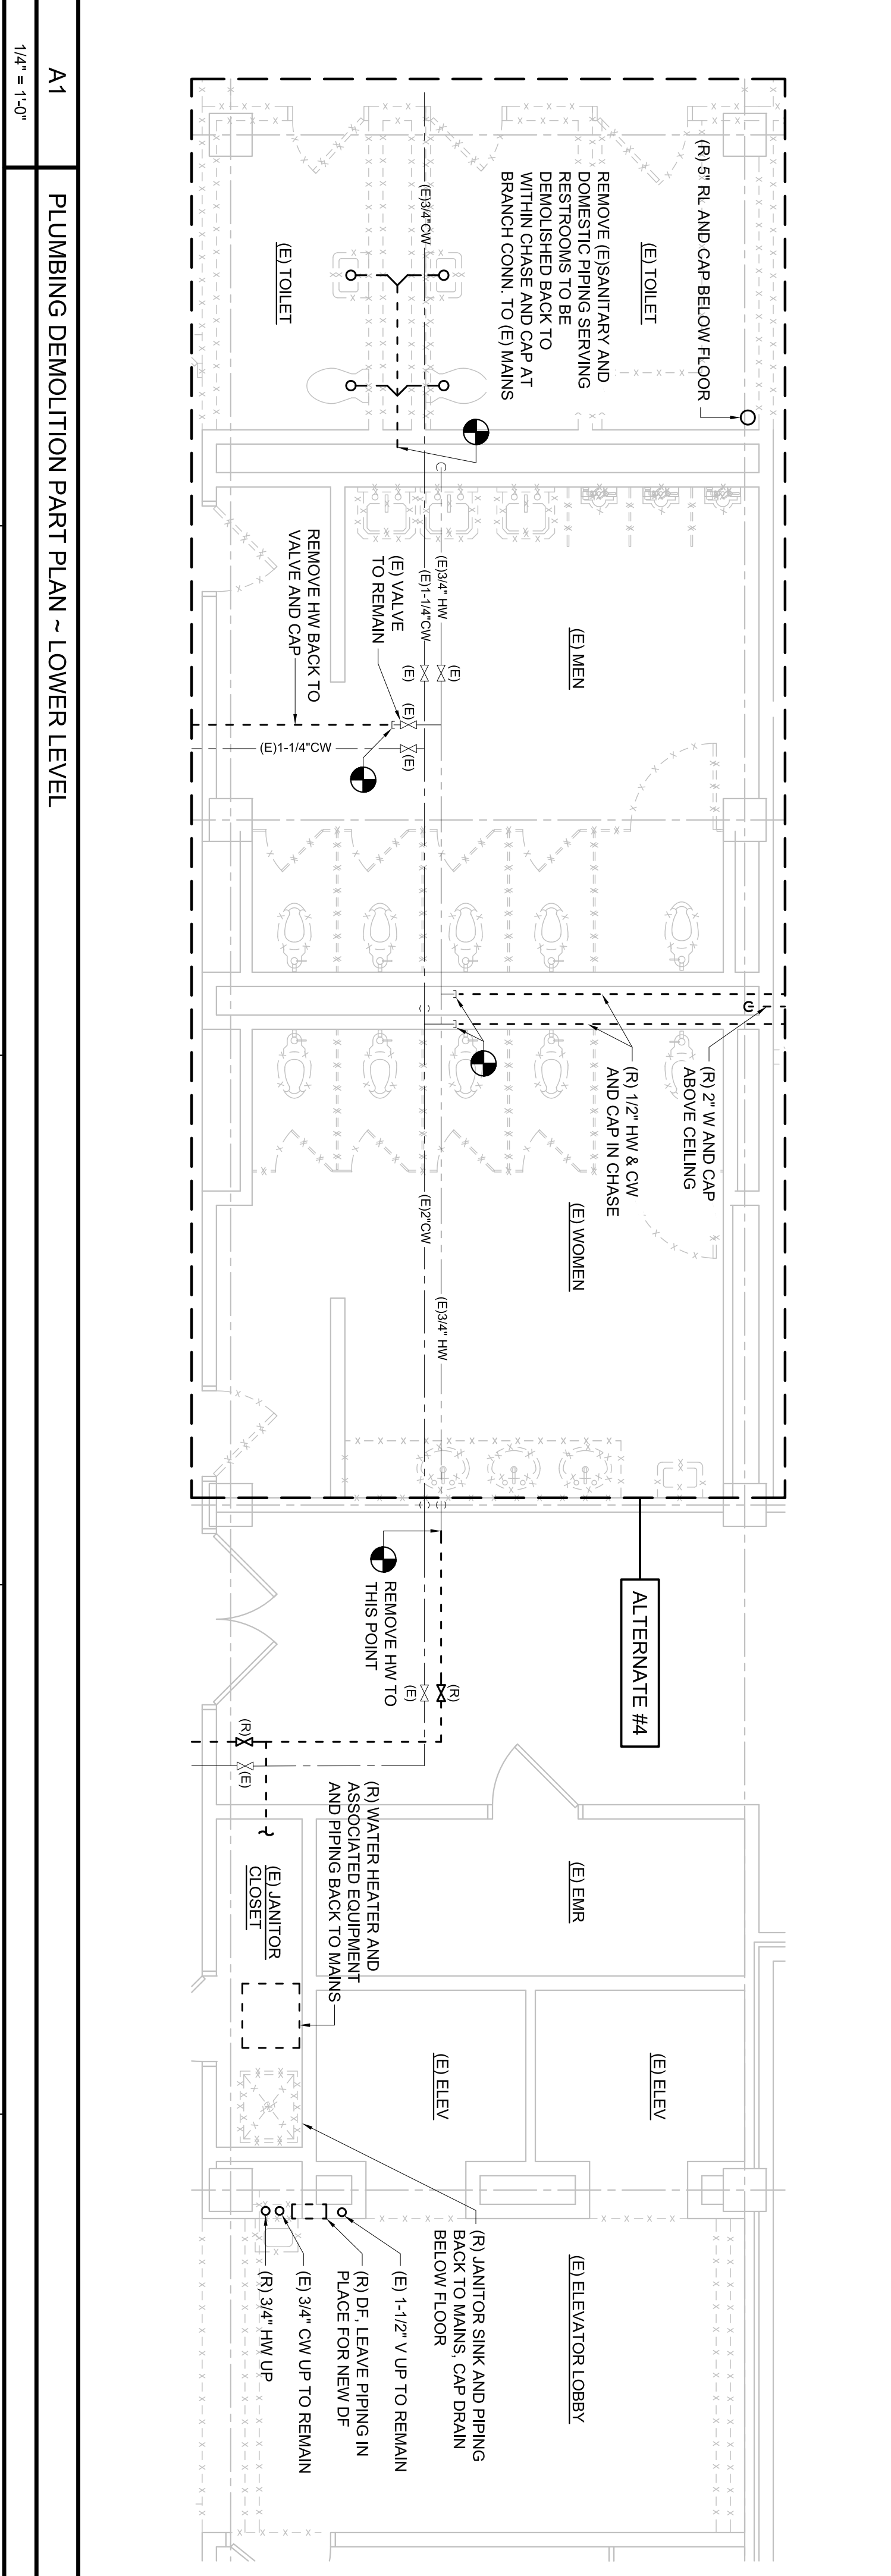 (R) 5" RL AND CAP BELOW FLOOR
(E) TOILET
REMOVE (E)SANITARY AND
DOMESTIC PIPING SERVING
RESTROOMS TO BE
DEMOLISHED BACK TO
WITHIN CHASE AND CAP AT
BRANCH CONN. TO (E) MAINS
(E)3/4"CW
(E) TOILET
(E) MEN
(E)3/4" HW
(E)1-1/4"CW
(E) VALVE
TO REMAIN
REMOVE HW BACK TO
VALVE AND CAP
(E)
(E)
(E)
(E)
(E)1-1/4"CW
(R) 2" W AND CAP
ABOVE CEILING
(R) 1/2" HW & CW
AND CAP IN CHASE
(E) WOMEN
(E)2"CW
(E)3/4" HW
ALTERNATE #4
REMOVE HW TO
THIS POINT
(R)
(E)
(R)
(E)
(R) WATER HEATER AND
ASSOCIATED EQUIPMENT
AND PIPING BACK TO MAINS
(E) EMR
(E) JANITOR
CLOSET
(E) ELEV
(E) ELEV
(E) ELEVATOR LOBBY
(R) JANITOR SINK AND PIPING
BACK TO MAINS, CAP DRAIN
BELOW FLOOR
(E) 1-1/2" V UP TO REMAIN
(R) DF, LEAVE PIPING IN
PLACE FOR NEW DF
(E) 3/4" CW UP TO REMAIN
(R) 3/4" HW UP
A1
PLUMBING DEMOLITION PART PLAN ~ LOWER LEVEL
1/4" = 1'-0"